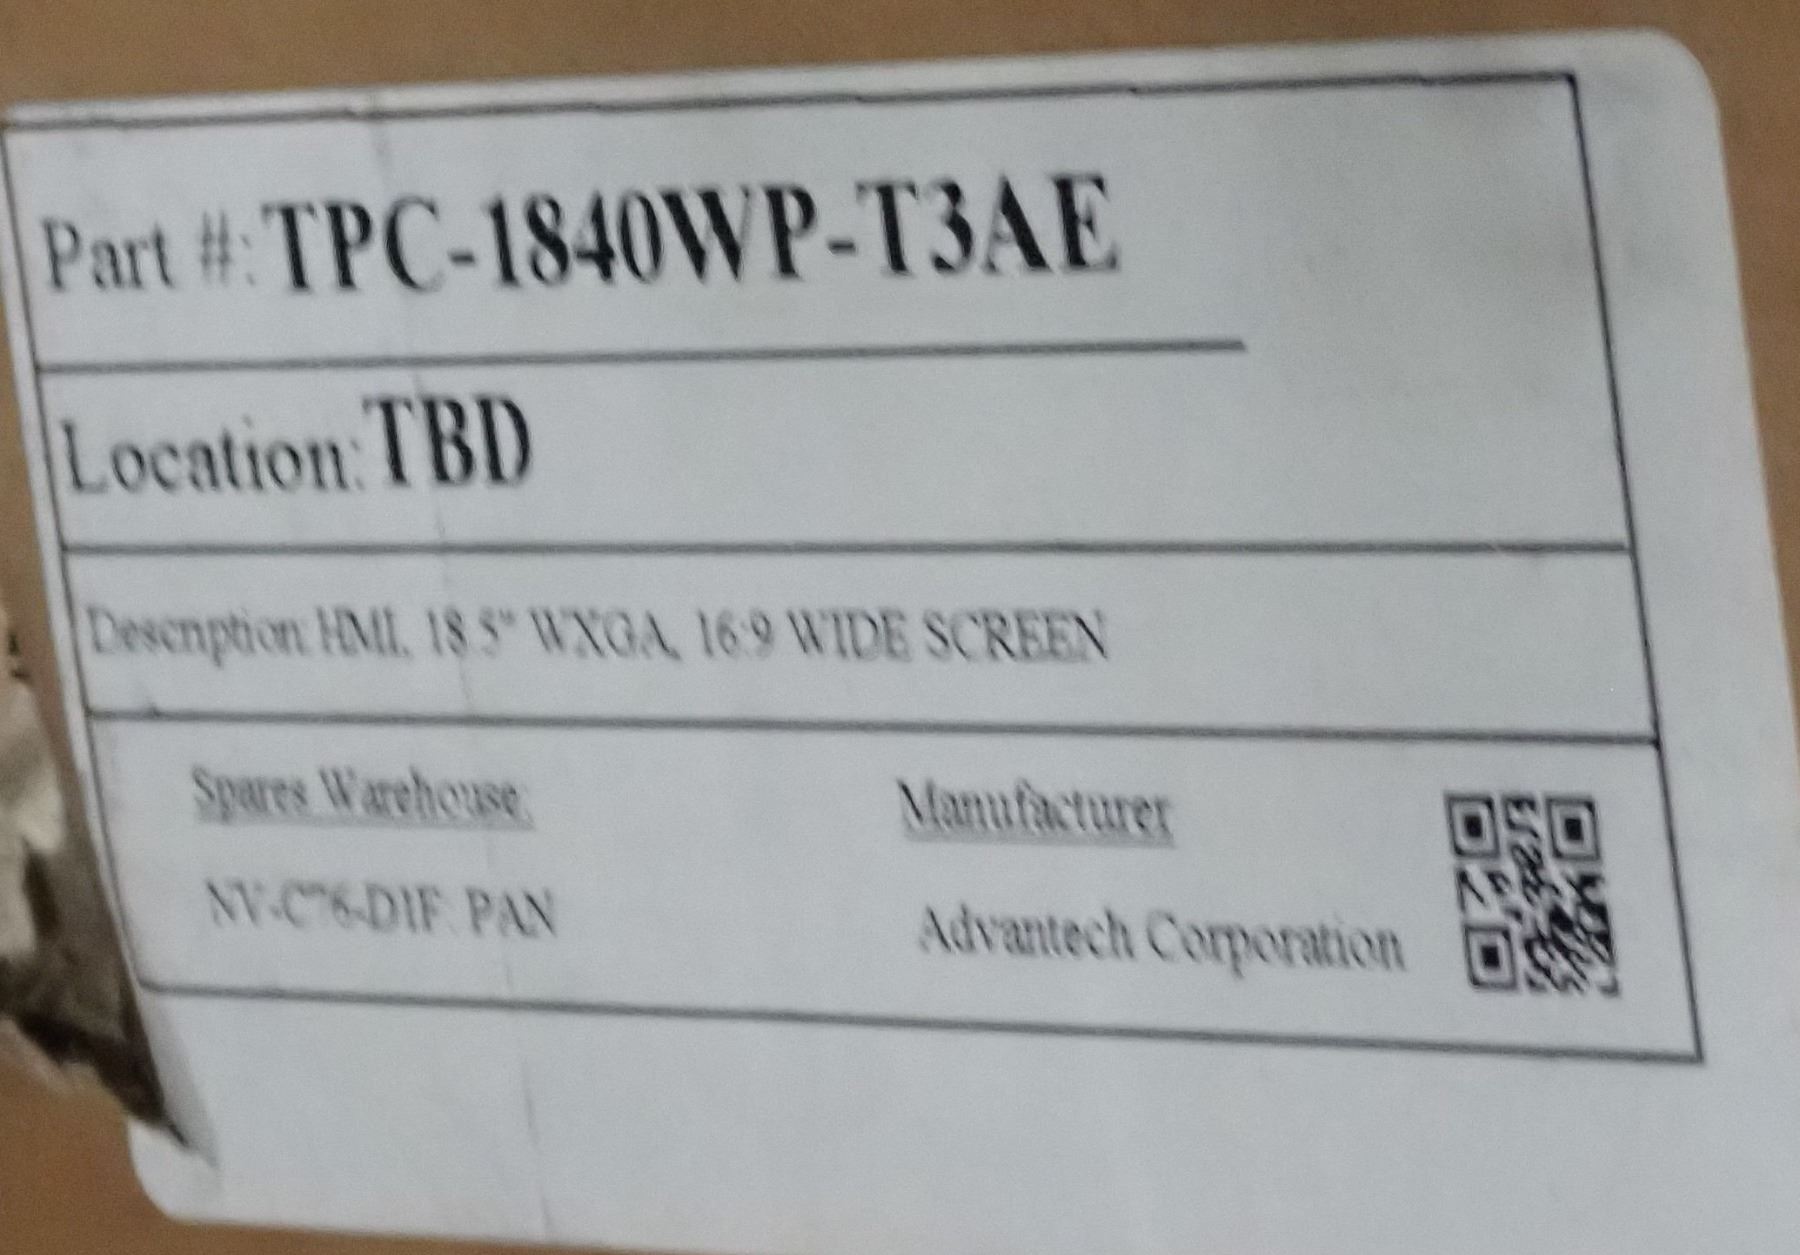 Part #: TPC-1840WP-T3AE
Location: TBD
Description: HMI, 18.5" WXGA, 16:9 WIDE SCREEN
Spares Warehouse:
Manufacturer
PAN
Advantech Corporation